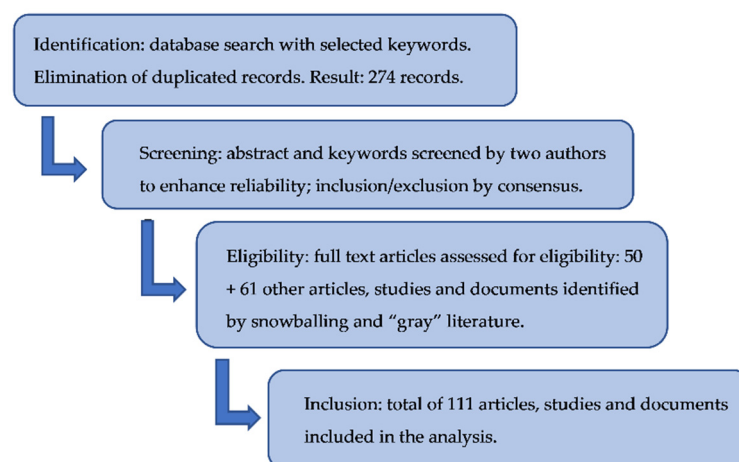 Identification: database search with selected keywords.
Elimination of duplicated records. Result: 274 records.
Screening: abstract and keywords screened by two authors
to enhance reliability; inclusion/exclusion by consensus.
Eligibility: full text articles assessed for eligibility: 50
+ 61 other articles, studies and documents identified
by snowballing and “gray” literature.
Inclusion: total of 111 articles, studies and documents
included in the analysis.